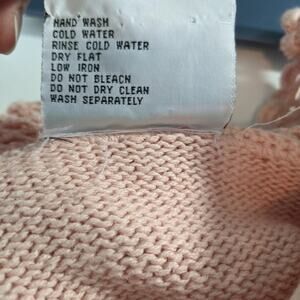 HAND WASH
COLD WATER
RINSE COLD WATER
DRY FLAT
LOW IRON
DO NOT BLEACH
DO NOT DRY CLEAN
WASH SEPARATELY